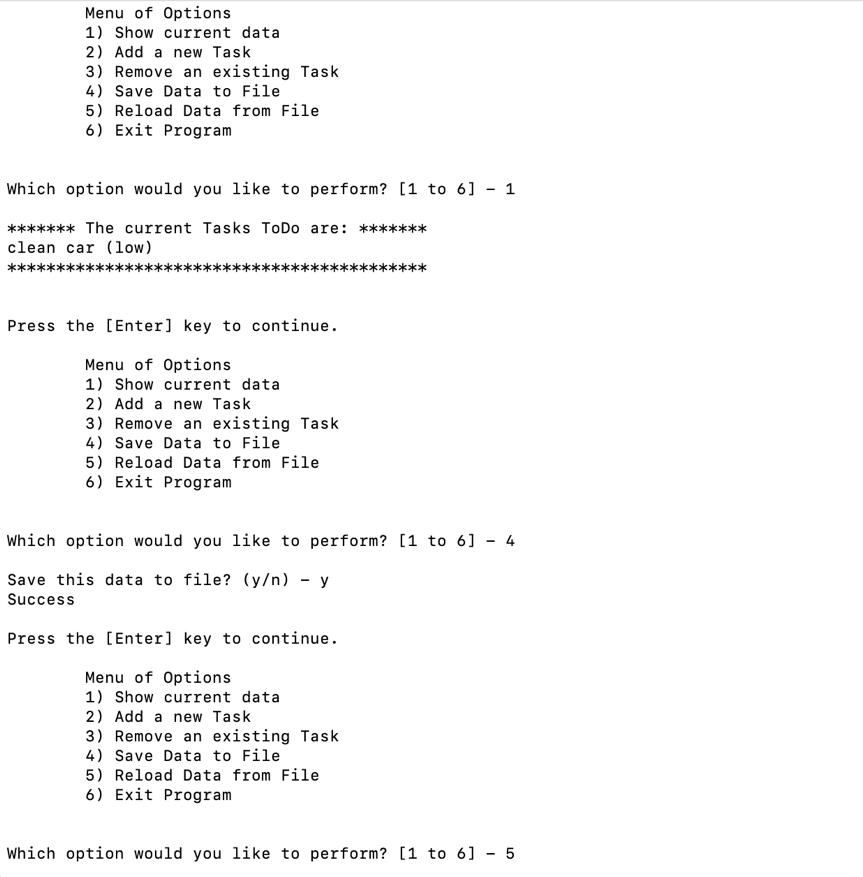 Menu of Options
1) Show current data
2) Add a new Task
3) Remove an existing Task
4) Save Data to File
5) Reload Data from File
6) Exit Program
Which option would you like to perform? [1 to 6] – 1
******* The current Tasks ToDo are: *******
clean car (low)
*******************************************
Press the [Enter] key to continue.
Menu of Options
1) Show current data
2) Add a new Task
3) Remove an existing Task
4) Save Data to File
5) Reload Data from File
6) Exit Program
Which option would you like to perform? [1 to 6] – 4
Save this data to file? (y/n) – y
Success
Press the [Enter] key to continue.
Menu of Options
1) Show current data
2) Add a new Task
3) Remove an existing Task
4) Save Data to File
5) Reload Data from File
6) Exit Program
Which option would you like to perform? [1 to 6] – 5